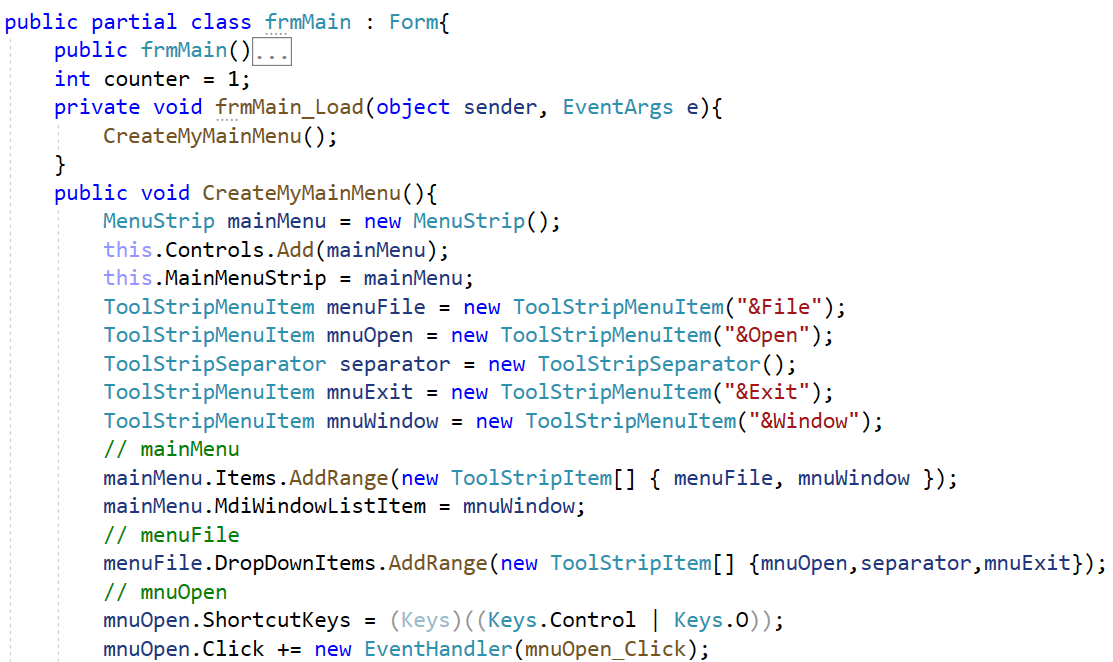 public partial class frmMain : Form{
    public frmMain()...
    int counter = 1;
    private void frmMain_Load(object sender, EventArgs e){
        CreateMyMainMenu();
    }
    public void CreateMyMainMenu(){
        MenuStrip mainMenu = new MenuStrip();
        this.Controls.Add(mainMenu);
        this.MainMenuStrip = mainMenu;
        ToolStripMenuItem menuFile = new ToolStripMenuItem("&File");
        ToolStripMenuItem mnuOpen = new ToolStripMenuItem("&Open");
        ToolStripSeparator separator = new ToolStripSeparator();
        ToolStripMenuItem mnuExit = new ToolStripMenuItem("&Exit");
        ToolStripMenuItem mnuWindow = new ToolStripMenuItem("&Window");
        // mainMenu
        mainMenu.Items.AddRange(new ToolStripItem[] { menuFile, mnuWindow });
        mainMenu.MdiWindowListItem = mnuWindow;
        // menuFile
        menuFile.DropDownItems.AddRange(new ToolStripItem[] {mnuOpen,separator,mnuExit});
        // mnuOpen
        mnuOpen.ShortcutKeys = (Keys)((Keys.Control | Keys.O));
        mnuOpen.Click += new EventHandler(mnuOpen_Click);